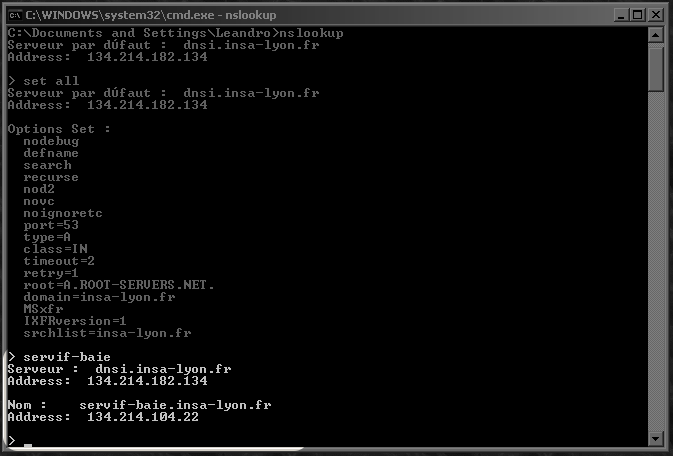 C:\WINDOWS\system32\cmd.exe - nslookup
C:\Documents and Settings\Leandro>nslookup
Serveur par dúfaut :  dnsi.insa-lyon.fr
Address:  134.214.182.134
> set all
Serveur par dúfaut :  dnsi.insa-lyon.fr
Address:  134.214.182.134
Options Set :
nodebug
defname
search
recurse
nod2
novc
noignoretc
port=53
type=A
class=IN
timeout=2
retry=1
root=A.ROOT-SERVERS.NET.
domain=insa-lyon.fr
MSxfr
IXFRversion=1
srchlist=insa-lyon.fr
> servif-baie
Serveur :  dnsi.insa-lyon.fr
Address:  134.214.182.134
Nom :    servif-baie.insa-lyon.fr
Address:  134.214.104.22
> _